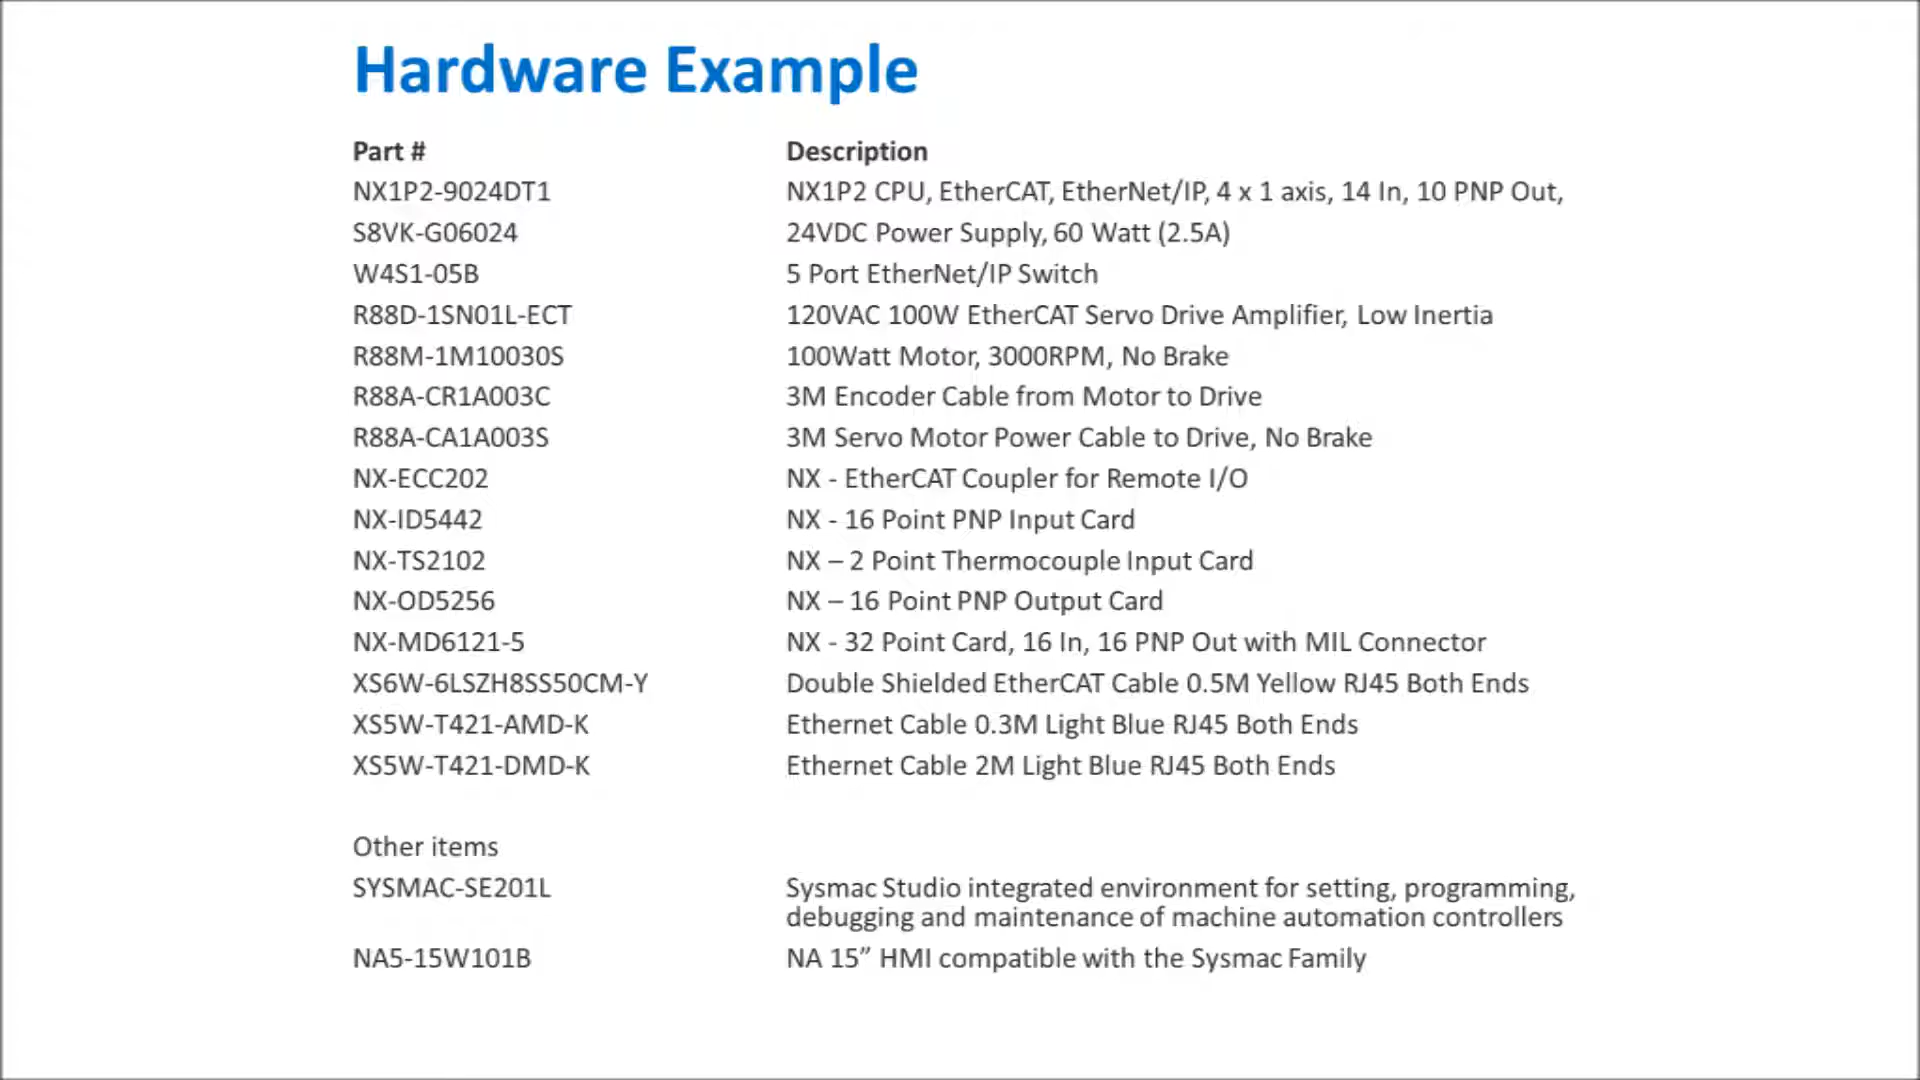 Hardware Example
Part # Description
NX1P2-9024DT1 NX1P2 CPU, EtherCAT, EtherNet/IP, 4 x 1 axis, 14 In, 10 PNP Out,
S8VK-G06024 24VDC Power Supply, 60 Watt (2.5A)
W4S1-05B 5 Port EtherNet/IP Switch
R88D-1SN01L-ECT 120VAC 100W EtherCAT Servo Drive Amplifier, Low Inertia
R88M-1M10030S 100Watt Motor, 3000RPM, No Brake
R88A-CR1A003C 3M Encoder Cable from Motor to Drive
R88A-CA1A003S 3M Servo Motor Power Cable to Drive, No Brake
NX-ECC202 NX - EtherCAT Coupler for Remote I/O
NX-ID5442 NX - 16 Point PNP Input Card
NX-TS2102 NX – 2 Point Thermocouple Input Card
NX-OD5256 NX – 16 Point PNP Output Card
NX-MD6121-5 NX - 32 Point Card, 16 In, 16 PNP Out with MIL Connector
XS6W-6LSZH8SS50CM-Y Double Shielded EtherCAT Cable 0.5M Yellow RJ45 Both Ends
XS5W-T421-AMD-K Ethernet Cable 0.3M Light Blue RJ45 Both Ends
XS5W-T421-DMD-K Ethernet Cable 2M Light Blue RJ45 Both Ends
Other items
SYSMAC-SE201L Sysmac Studio integrated environment for setting, programming,
debugging and maintenance of machine automation controllers
NA5-15W101B NA 15” HMI compatible with the Sysmac Family